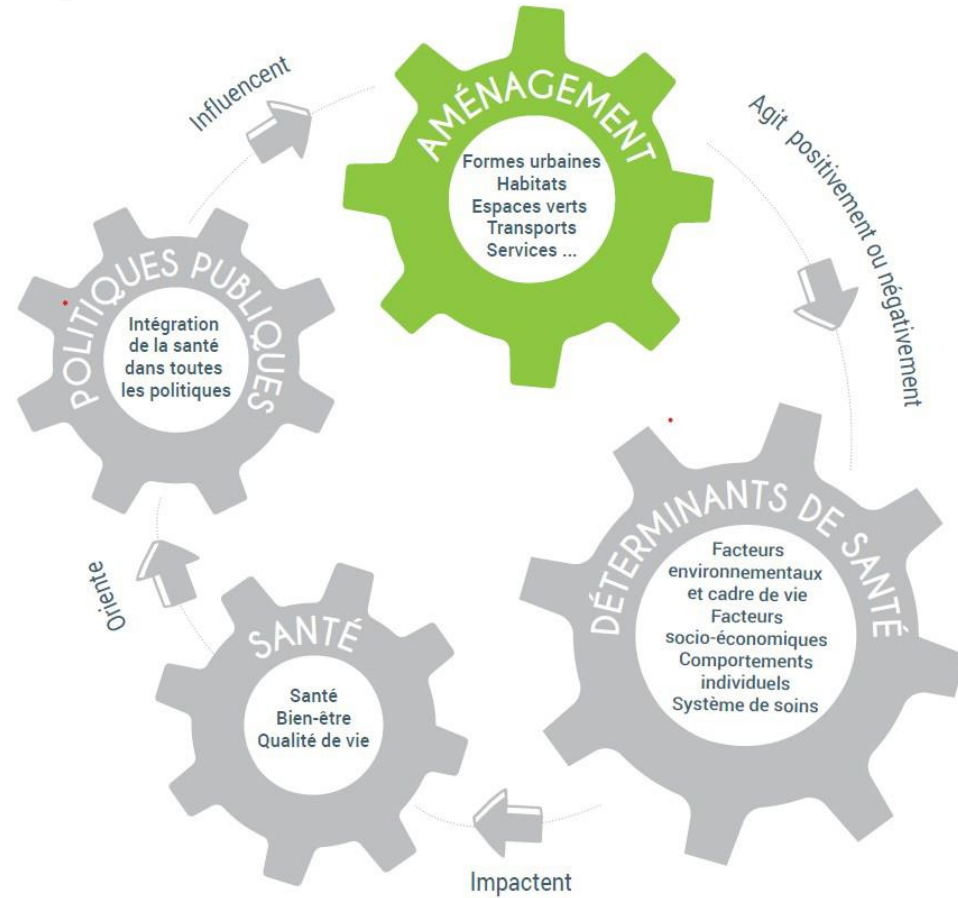 Influencent
AMÉNAGEMENT
Formes urbaines
Habitats
Espaces verts
Transports
Services ...
Agit positivement ou négativement
POLITIQUES PUBLIQUES
Intégration
de la santé
dans toutes
les politiques
DÉTERMINANTS DE SANTÉ
Facteurs
environnementaux
et cadre de vie
Facteurs
socio-économiques
Comportements
individuels
Système de soins
Oriente
SANTÉ
Santé
Bien-être
Qualité de vie
Impactent